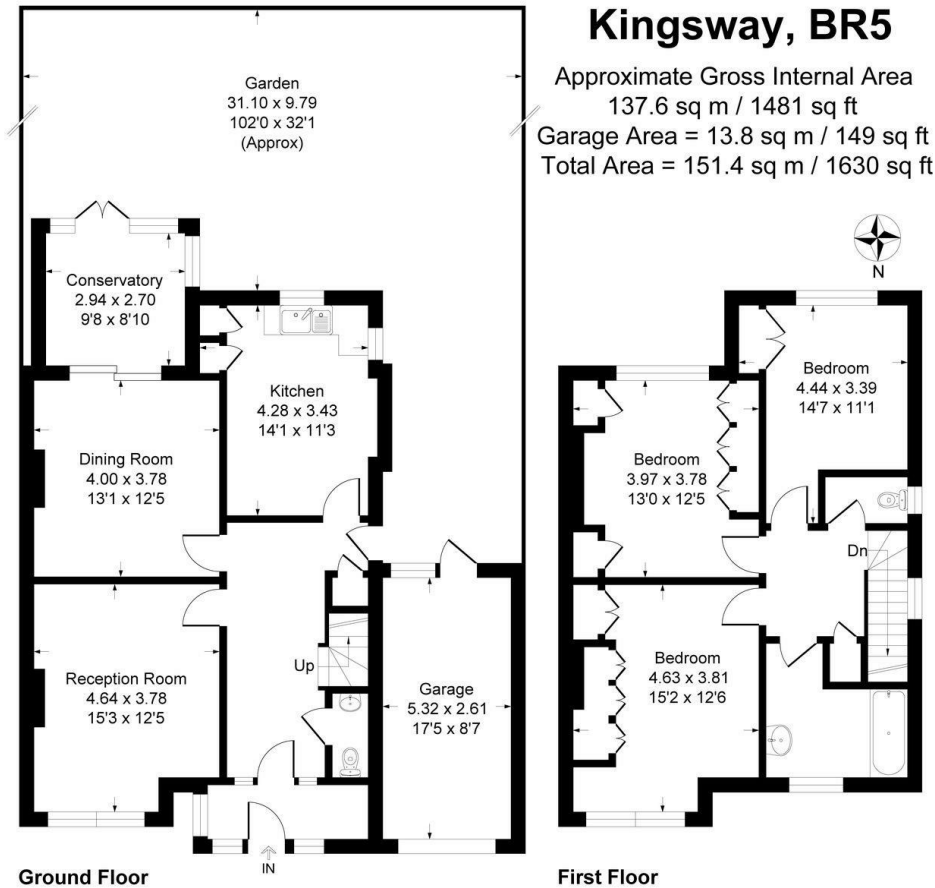 Kingsway, BR5
Approximate Gross Internal Area
137.6 sq m / 1481 sq ft
Garage Area = 13.8 sq m / 149 sq ft
Total Area = 151.4 sq m / 1630 sq ft
N
Garden
31.10 x 9.79
102'0 x 32'1
(Approx)
Conservatory
2.94 x 2.70
9'8 x 8'10
Kitchen
4.28 x 3.43
14'1 x 11'3
Dining Room
4.00 x 3.78
13'1 x 12'5
Reception Room
4.64 x 3.78
15'3 x 12'5
Up
Garage
5.32 x 2.61
17'5 x 8'7
IN
Ground Floor
Bedroom
4.44 x 3.39
14'7 x 11'1
Bedroom
3.97 x 3.78
13'0 x 12'5
Dn
Bedroom
4.63 x 3.81
15'2 x 12'6
First Floor